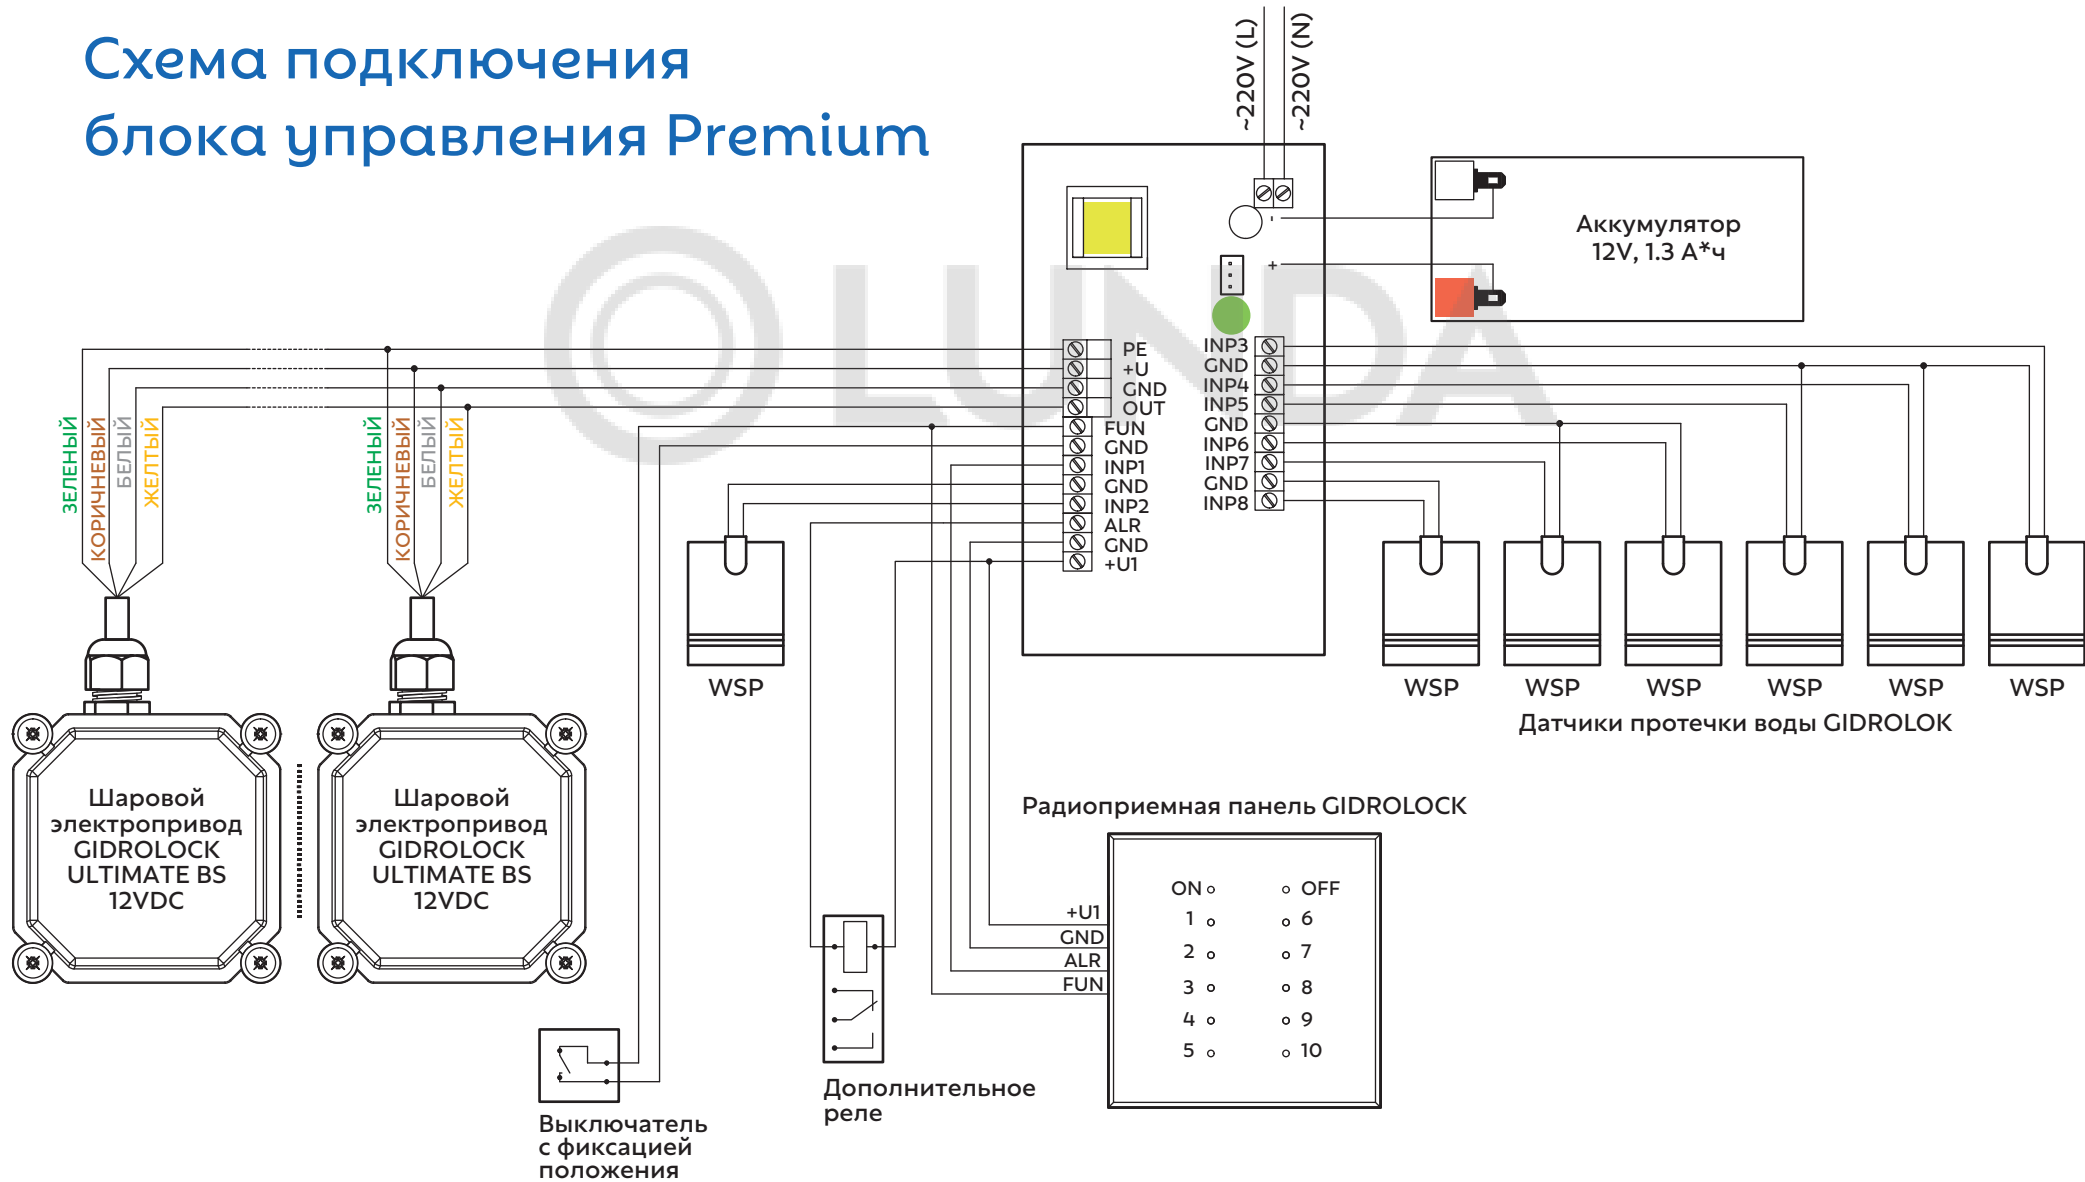 Схема подключения
блока управления Premium
~220V (L)
~220V (N)
Аккумулятор
12V, 1.3 А*ч
-
+
LUNDA
PE
+U
GND
OUT
FUN
GND
INP1
GND
INP2
ALR
GND
+U1
INP3
GND
INP4
INP5
GND
INP6
INP7
GND
INP8
ЗЕЛЕНЫЙ
КОРИЧНЕВЫЙ
БЕЛЫЙ
ЖЕЛТЫЙ
ЗЕЛЕНЫЙ
КОРИЧНЕВЫЙ
БЕЛЫЙ
ЖЕЛТЫЙ
WSP
WSP
WSP
WSP
WSP
WSP
WSP
Датчики протечки воды GIDROLOK
Шаровой
электропривод
GIDROLOCK
ULTIMATE BS
12VDC
Шаровой
электропривод
GIDROLOCK
ULTIMATE BS
12VDC
Радиоприемная панель GIDROLOCK
+U1
GND
ALR
FUN
ON
OFF
1
6
2
7
3
8
4
9
5
10
Дополнительное
реле
Выключатель
с фиксацией
положения